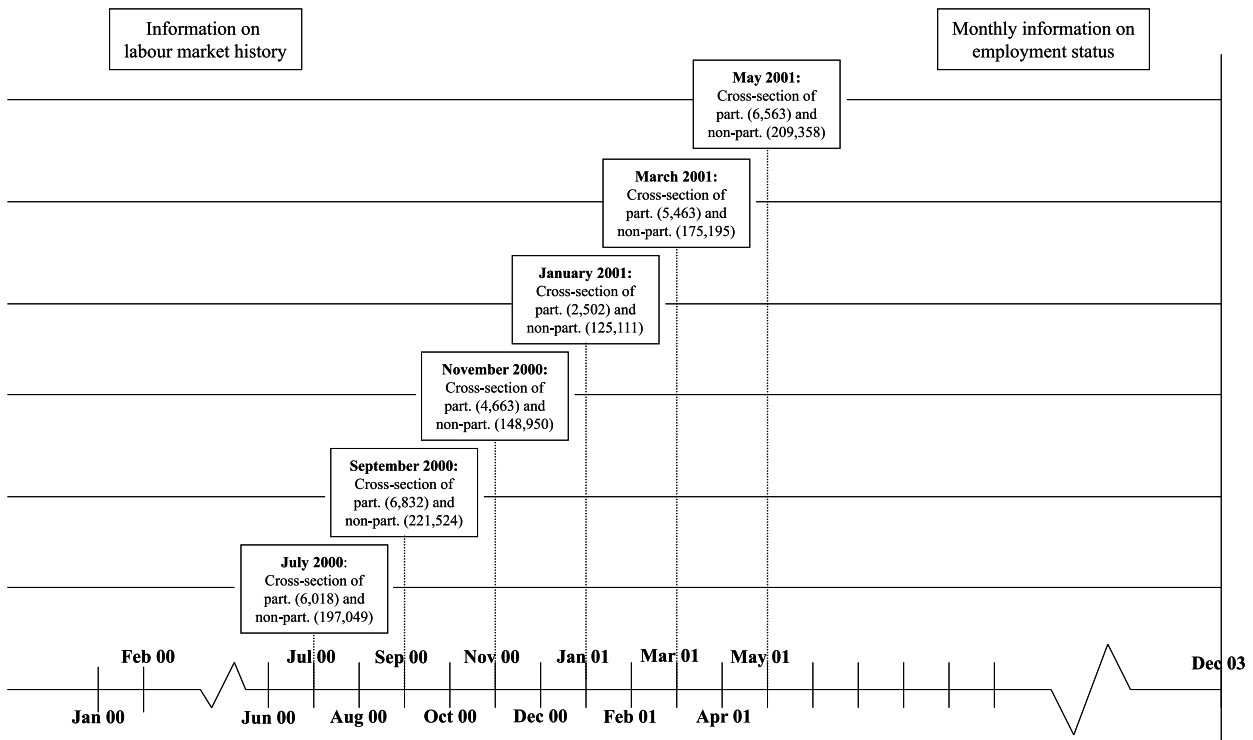 Information on
labour market history
Monthly information on
employment status
May 2001:
Cross-section of
part. (6,563) and
non-part. (209,358)
March 2001:
Cross-section of
part. (5,463) and
non-part. (175,195)
January 2001:
Cross-section of
part. (2,502) and
non-part. (125,111)
November 2000:
Cross-section of
part. (4,663) and
non-part. (148,950)
September 2000:
Cross-section of
part. (6,832) and
non-part. (221,524)
July 2000:
Cross-section of
part. (6,018) and
non-part. (197,049)
Feb 00 Jul 00 Sep 00 Nov 00 Jan 01 Mar 01 May 01 Dec 03
Jan 00 Jun 00 Aug 00 Oct 00 Dec 00 Feb 01 Apr 01